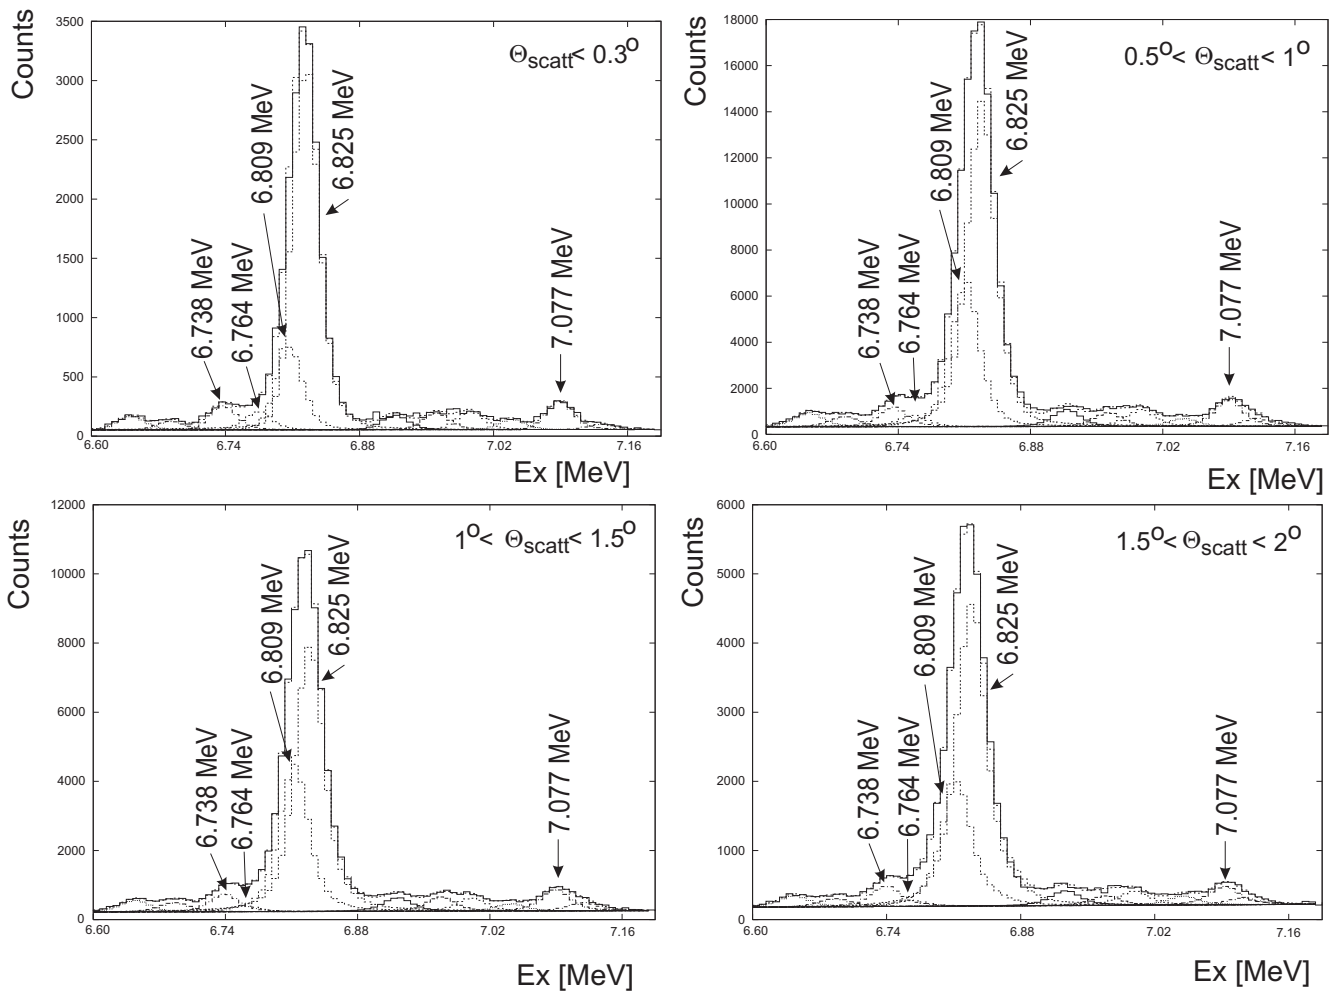 Counts
3500
3000
2500
2000
1500
1000
500
0
Θscatt< 0.3°
6.738 MeV
6.764 MeV
6.809 MeV
6.825 MeV
7.077 MeV
6.60 6.74 6.88 7.02 7.16
Ex [MeV]
Counts
18000
16000
14000
12000
10000
8000
6000
4000
2000
0
0.5°< Θscatt< 1°
6.738 MeV
6.764 MeV
6.809 MeV
6.825 MeV
7.077 MeV
6.60 6.74 6.88 7.02 7.16
Ex [MeV]
Counts
12000
10000
8000
6000
4000
2000
0
1°< Θscatt< 1.5°
6.738 MeV
6.764 MeV
6.809 MeV
6.825 MeV
7.077 MeV
6.60 6.74 6.88 7.02 7.16
Ex [MeV]
Counts
6000
5000
4000
3000
2000
1000
0
1.5°< Θscatt < 2°
6.738 MeV
6.764 MeV
6.809 MeV
6.825 MeV
7.077 MeV
6.60 6.74 6.88 7.02 7.16
Ex [MeV]